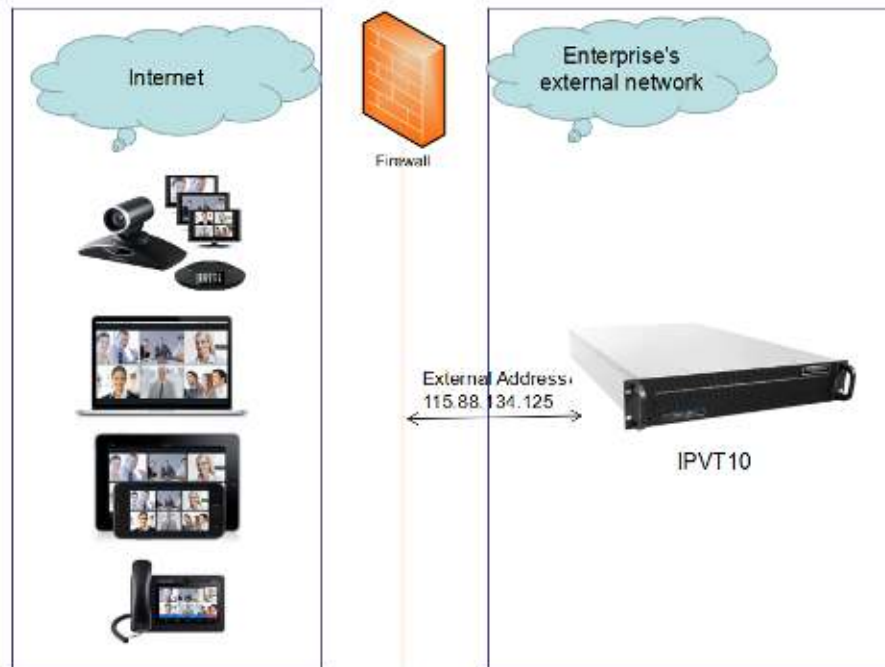 Internet
Enterprise's
external network
Firewall
External Address:
115.88.134.125
IPVT10